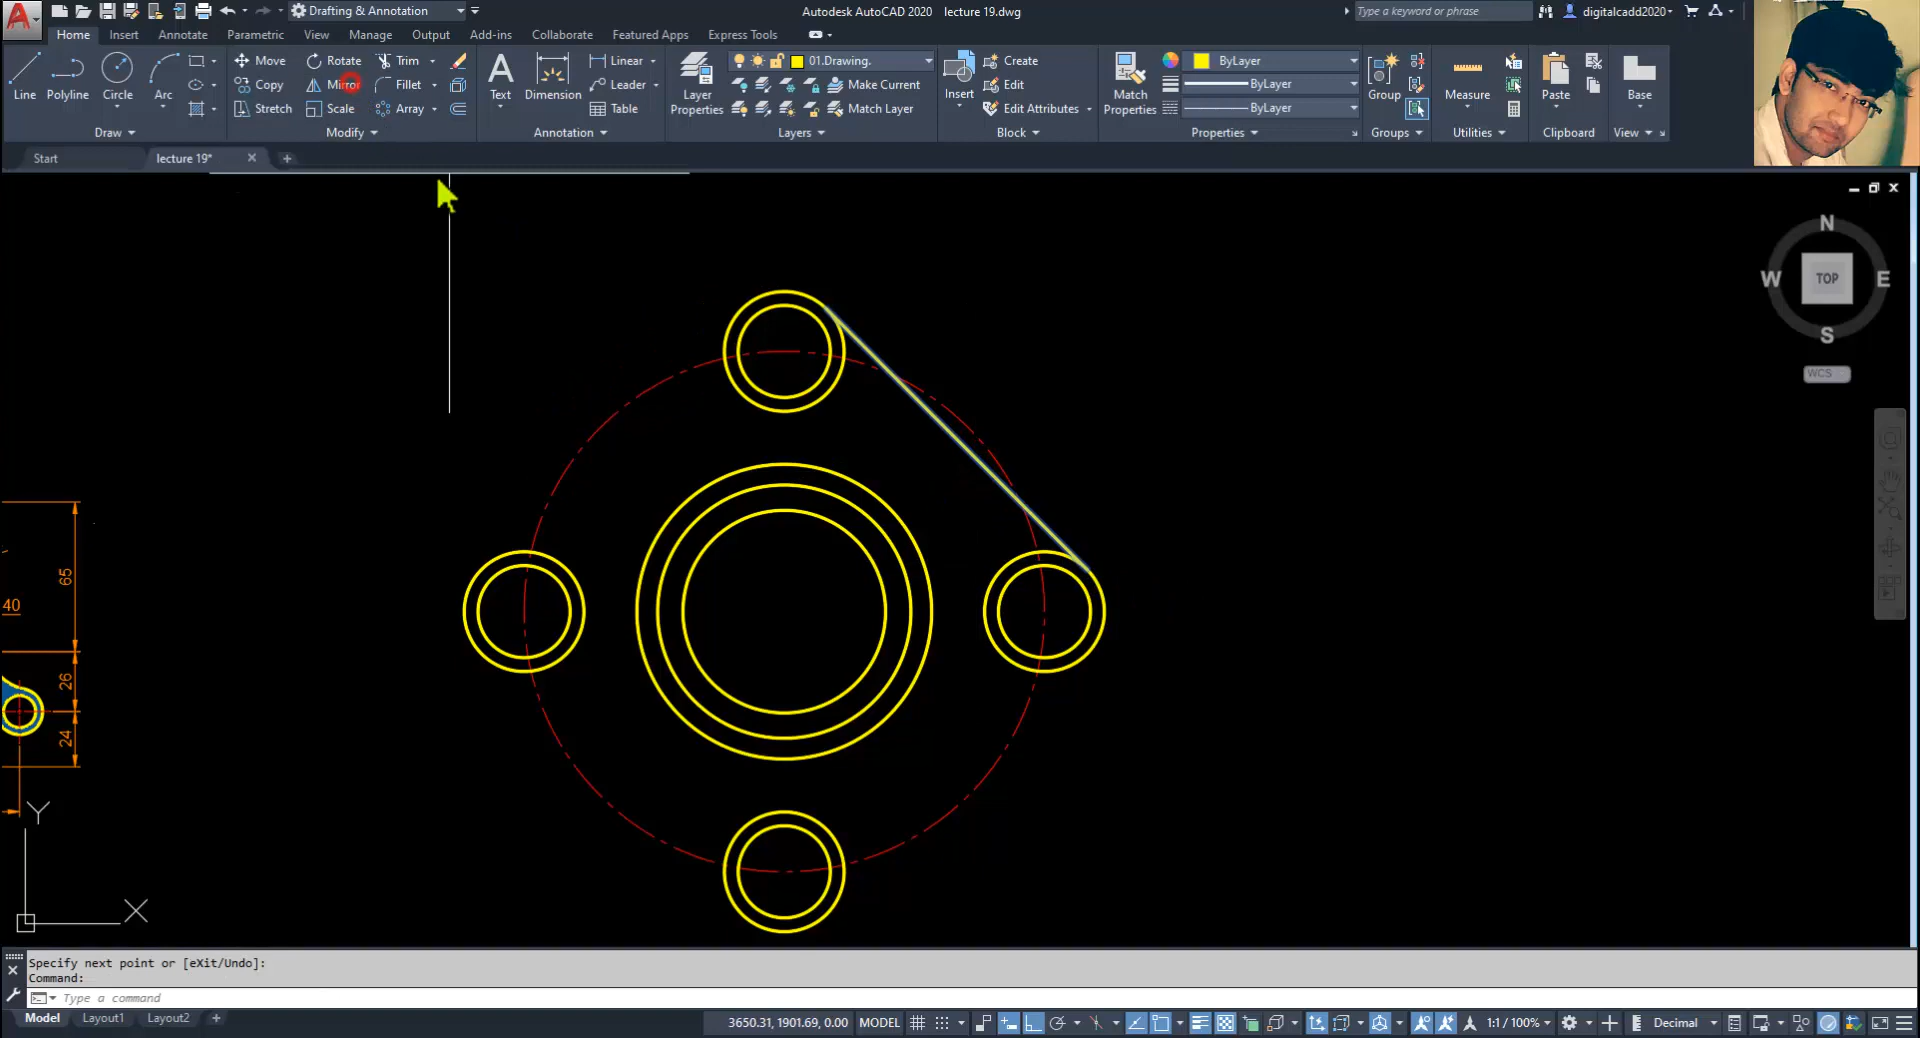 Drafting & Annotation
Autodesk AutoCAD 2020 lecture 19.dwg
Type a keyword or phrase
digitalcadd2020
Home Insert Annotate Parametric View Manage Output Add-ins Collaborate Featured Apps Express Tools
Line Polyline Circle Arc
Move Rotate Trim
Copy Mirror Fillet
Stretch Scale Array
Text Dimension
Linear
Leader
Table
Layer Properties
01.Drawing.
Make Current
Match Layer
Insert
Create
Edit
Edit Attributes
Match Properties
ByLayer
ByLayer
ByLayer
Group Measure Paste Base
Draw Modify Annotation Layers Block Properties Groups Utilities Clipboard View
Start lecture 19*
N
W TOP E
S
WCS
65
40
26
24
Y
X
Specify next point or [eXit/Undo]:
Command:
Type a command
Model Layout1 Layout2
3650.31, 1901.69, 0.00 MODEL 1:1 / 100% Decimal